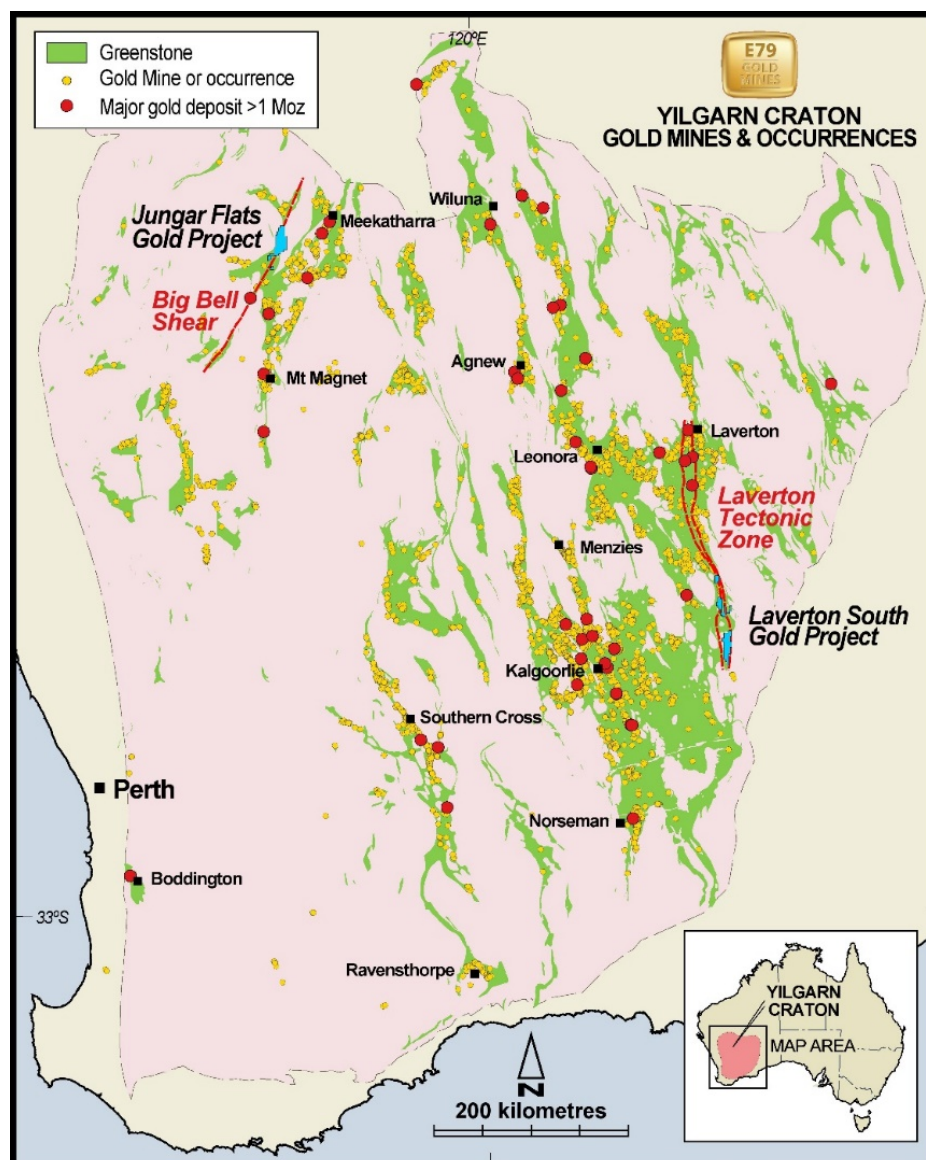 Greenstone
Gold Mine or occurrence
Major gold deposit >1 Moz
120ºE
E79
GOLD
MINES
YILGARN CRATON
GOLD MINES & OCCURRENCES
Jungar Flats
Gold Project
Meekatharra
Wiluna
Big Bell
Shear
Mt Magnet
Agnew
Laverton
Leonora
Laverton
Tectonic
Zone
Menzies
Laverton South
Gold Project
Kalgoorlie
Southern Cross
Perth
Norseman
Boddington
33ºS
Ravensthorpe
N
200 kilometres
YILGARN
CRATON
MAP AREA